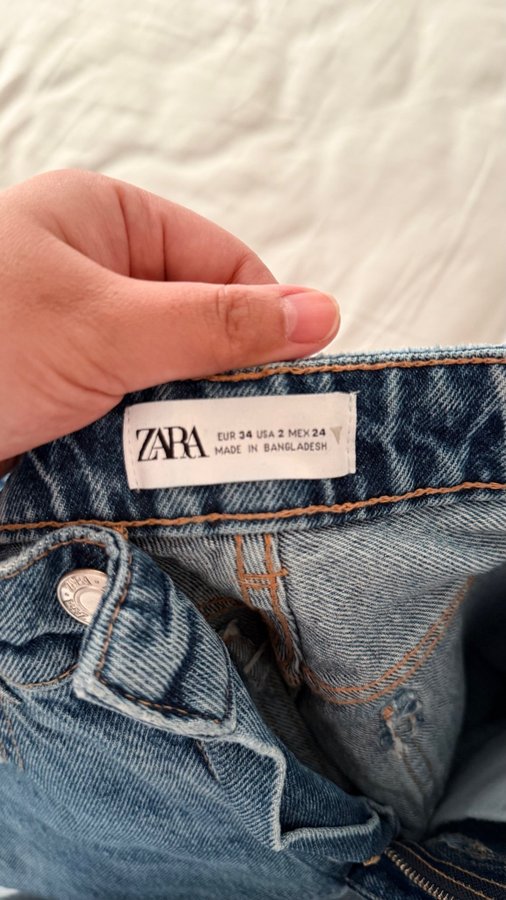 ZARA
EUR 34 USA 2 MEX 24
MADE IN BANGLADESH